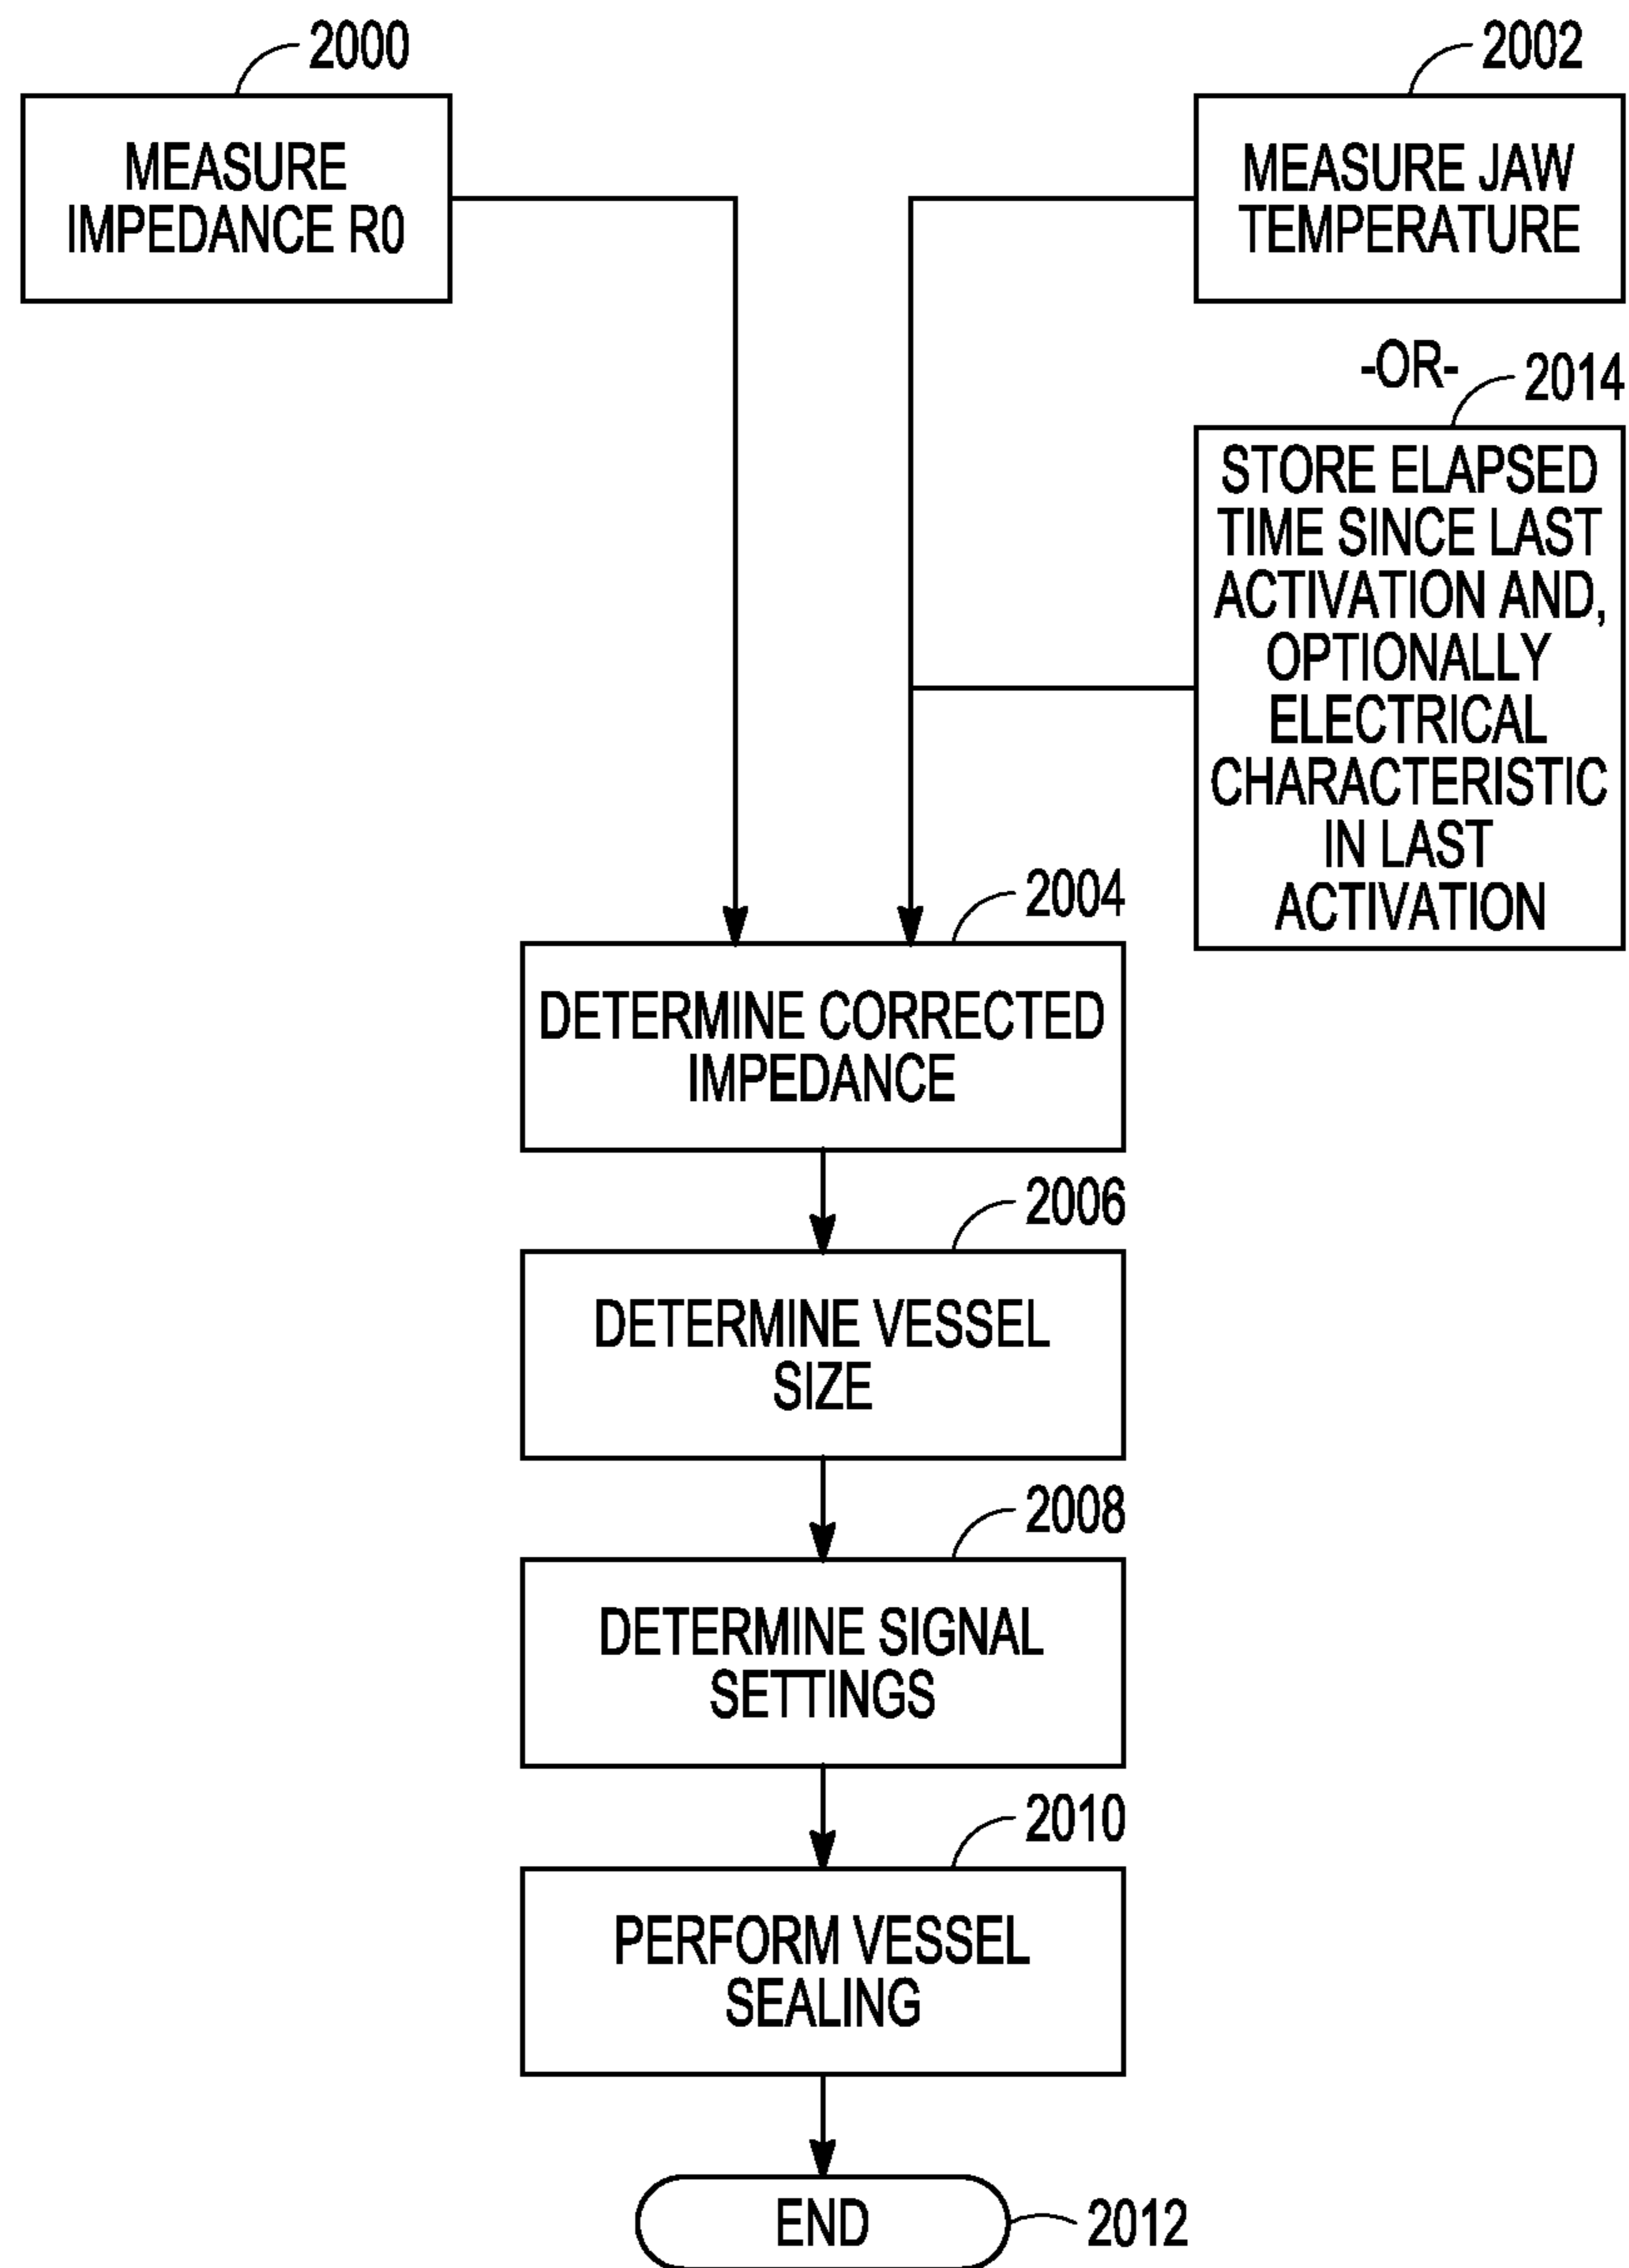 2000
MEASURE
IMPEDANCE R0
2002
MEASURE JAW
TEMPERATURE
-OR-
2014
STORE ELAPSED
TIME SINCE LAST
ACTIVATION AND,
OPTIONALLY
ELECTRICAL
CHARACTERISTIC
IN LAST
ACTIVATION
2004
DETERMINE CORRECTED
IMPEDANCE
2006
DETERMINE VESSEL
SIZE
2008
DETERMINE SIGNAL
SETTINGS
2010
PERFORM VESSEL
SEALING
END
2012